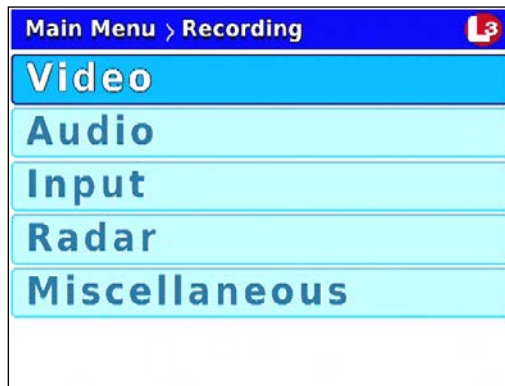 Main Menu > Recording L3
Video
Audio
Input
Radar
Miscellaneous